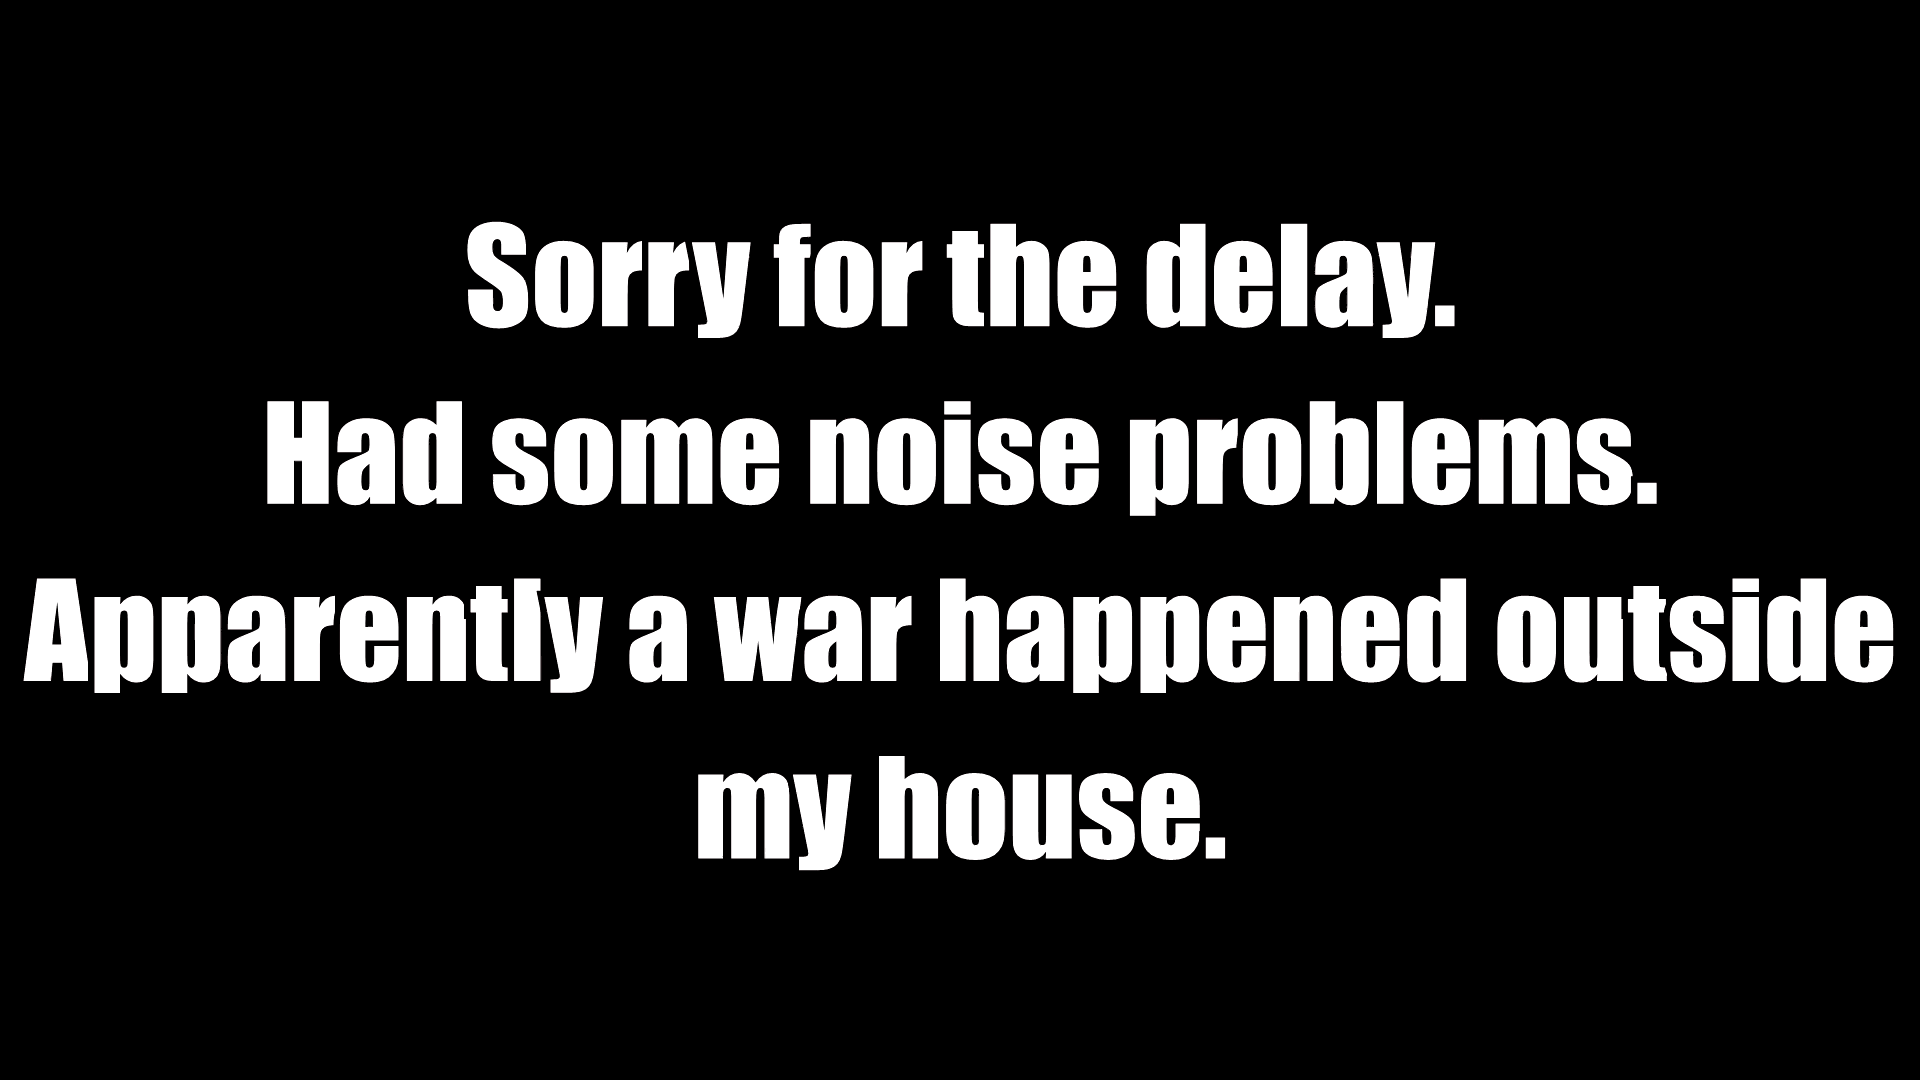 Sorry for the delay.
Had some noise problems.
Apparently a war happened outside
my house.